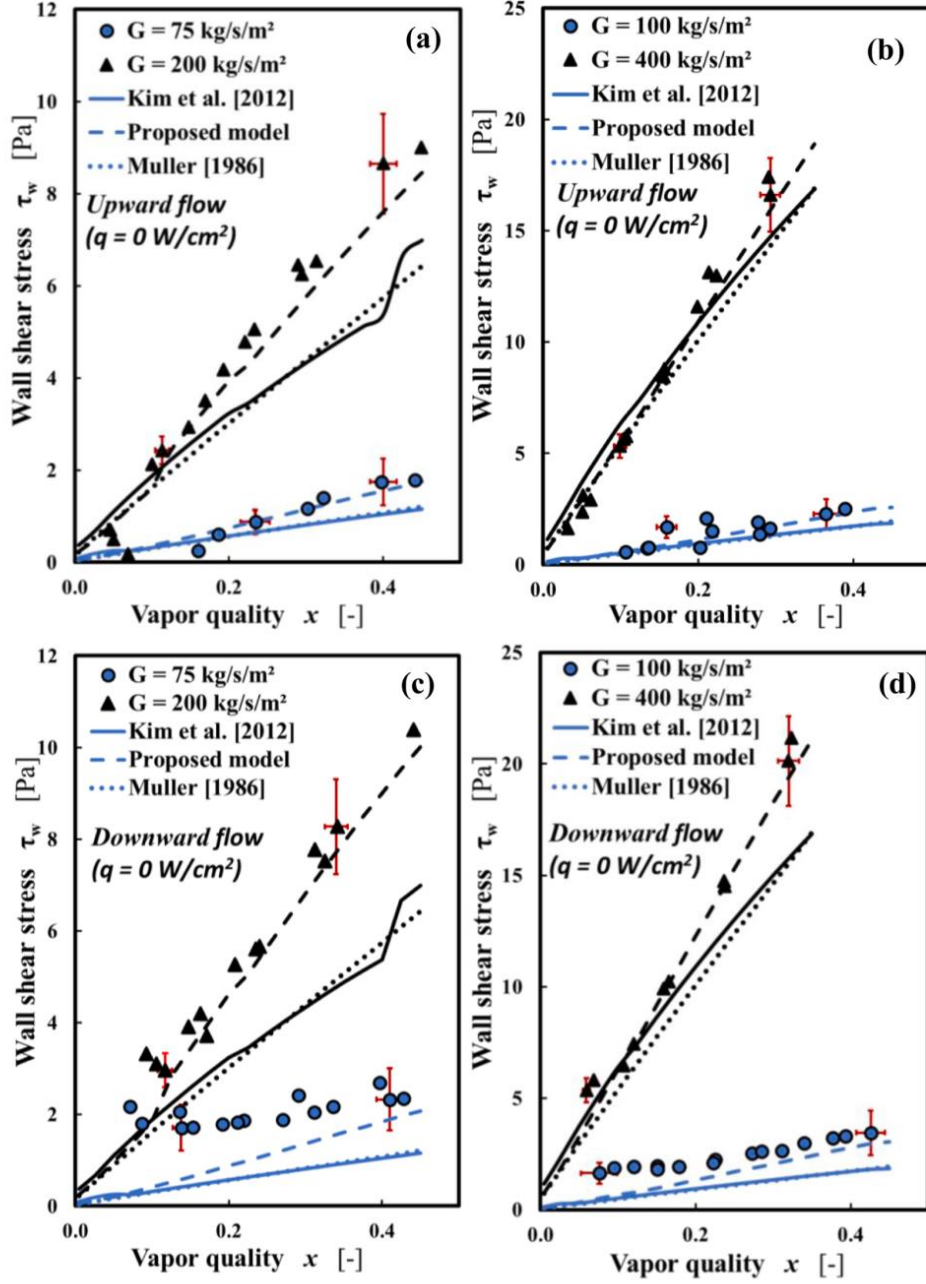 25
12
G = 75 kg/s/m²
(a)
G = 200 kg/s/m²
Kim et al. [2012]
Proposed model
Muller [1986]
Upward flow
(q = 0 W/cm²)
10
8
6
4
2
0
Wall shear stress τw [Pa]
0.0
0.2
0.4
Vapor quality x [-]
G = 100 kg/s/m²
(b)
G = 400 kg/s/m²
Kim et al. [2012]
Proposed model
Muller [1986]
Upward flow
(q = 0 W/cm²)
20
15
10
5
0
Wall shear stress τw [Pa]
0.0
0.2
0.4
Vapor quality x [-]
12
G = 75 kg/s/m²
(c)
G = 200 kg/s/m²
Kim et al. [2012]
Proposed model
Muller [1986]
Downward flow
(q = 0 W/cm²)
10
8
6
4
2
0
Wall shear stress τw [Pa]
0.0
0.2
0.4
Vapor quality x [-]
25
G = 100 kg/s/m²
(d)
G = 400 kg/s/m²
Kim et al. [2012]
Proposed model
Muller [1986]
Downward flow
(q = 0 W/cm²)
20
15
10
5
0
Wall shear stress τw [Pa]
0.0
0.2
0.4
Vapor quality x [-]